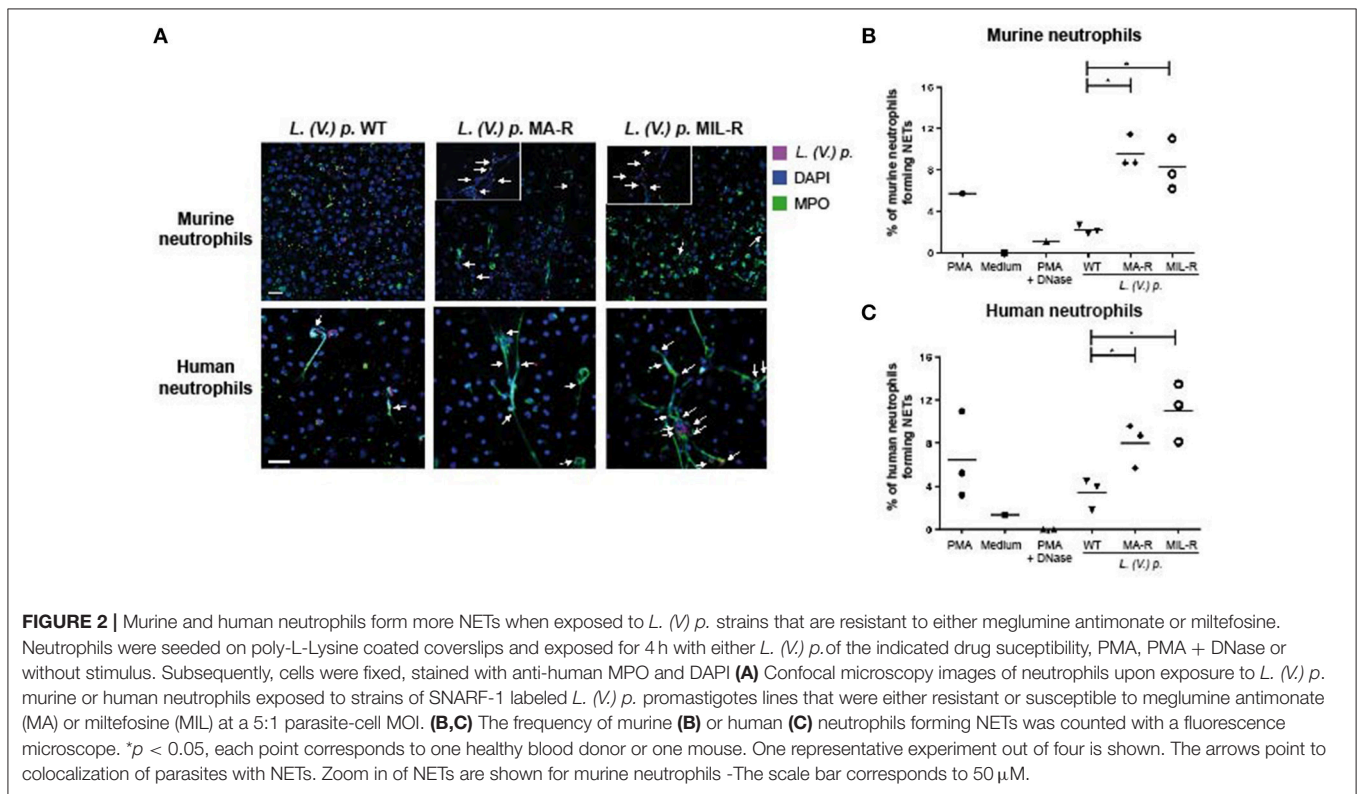 A
L. (V.) p. WT
L. (V.) p. MA-R
L. (V.) p. MIL-R
L. (V.) p.
DAPI
MPO
Murine
neutrophils
Human
neutrophils
B
Murine neutrophils
% of murine neutrophils
forming NETs
16
12
8
4
0
*
*
PMA
Medium
PMA
+ DNase
WT
MA-R
MIL-R
L. (V.) p.
C
Human neutrophils
% of human neutrophils
forming NETs
16
12
8
4
0
*
*
PMA
Medium
PMA
+ DNase
WT
MA-R
MIL-R
L. (V.) p.
FIGURE 2 | Murine and human neutrophils form more NETs when exposed to L. (V) p. strains that are resistant to either meglumine antimonate or miltefosine.
Neutrophils were seeded on poly-L-Lysine coated coverslips and exposed for 4 h with either L. (V.) p.of the indicated drug suceptibility, PMA, PMA + DNase or
without stimulus. Subsequently, cells were fixed, stained with anti-human MPO and DAPI (A) Confocal microscopy images of neutrophils upon exposure to L. (V.) p.
murine or human neutrophils exposed to strains of SNARF-1 labeled L. (V.) p. promastigotes lines that were either resistant or susceptible to meglumine antimonate
(MA) or miltefosine (MIL) at a 5:1 parasite-cell MOI. (B,C) The frequency of murine (B) or human (C) neutrophils forming NETs was counted with a fluorescence
microscope. *p < 0.05, each point corresponds to one healthy blood donor or one mouse. One representative experiment out of four is shown. The arrows point to
colocalization of parasites with NETs. Zoom in of NETs are shown for murine neutrophils -The scale bar corresponds to 50 μM.